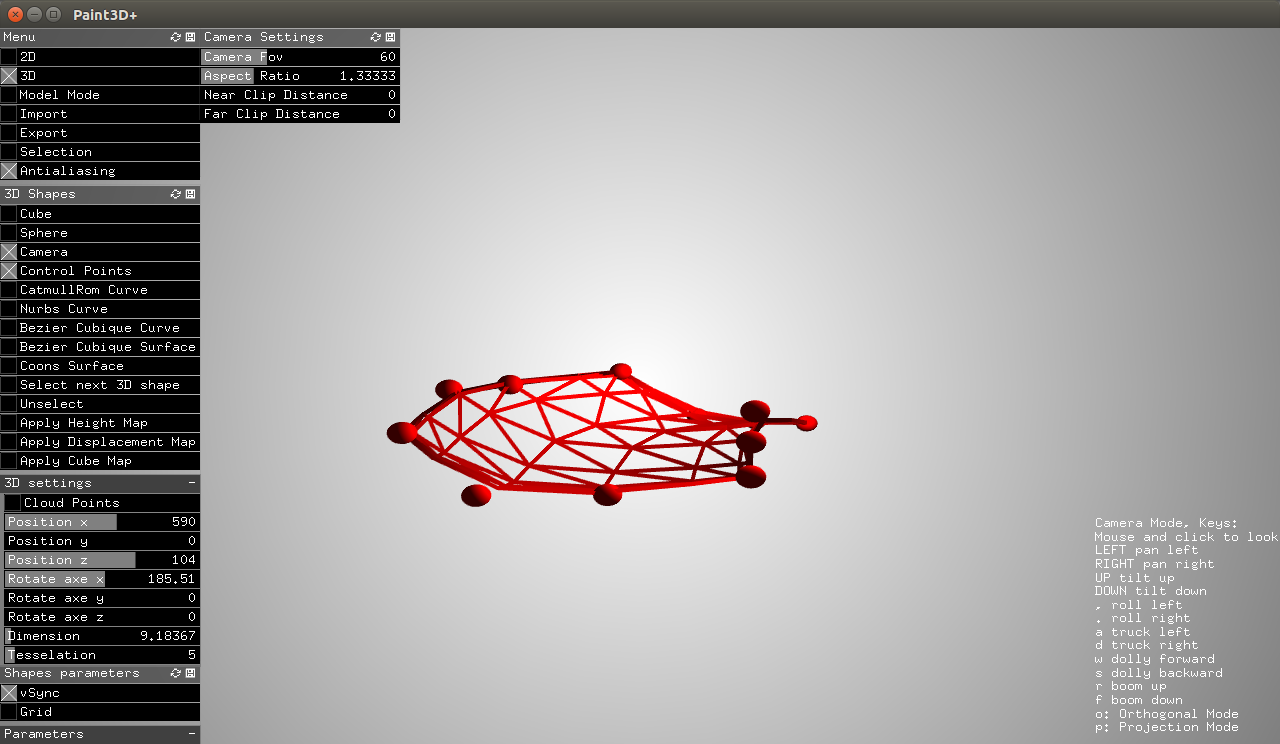 Paint3D+
Menu
2D
3D
Model Mode
Import
Export
Selection
Antialiasing
Camera Settings
Camera Fov 60
Aspect Ratio 1.33333
Near Clip Distance 0
Far Clip Distance 0
3D Shapes
Cube
Sphere
Camera
Control Points
CatmullRom Curve
Nurbs Curve
Bezier Cubique Curve
Bezier Cubique Surface
Coons Surface
Select next 3D shape
Unselect
Apply Height Map
Apply Displacement Map
Apply Cube Map
3D settings
Cloud Points
Position x 590
Position y 0
Position z 104
Rotate axe x 185.51
Rotate axe y 0
Rotate axe z 0
Dimension 9.18367
Tesselation 5
Shapes parameters
vSync
Grid
Parameters
Camera Mode, Keys:
Mouse and click to look
LEFT pan left
RIGHT pan right
UP tilt up
DOWN tilt down
, roll left
. roll right
a truck left
d truck right
w dolly forward
s dolly backward
r boom up
f boom down
o: Orthogonal Mode
p: Projection Mode